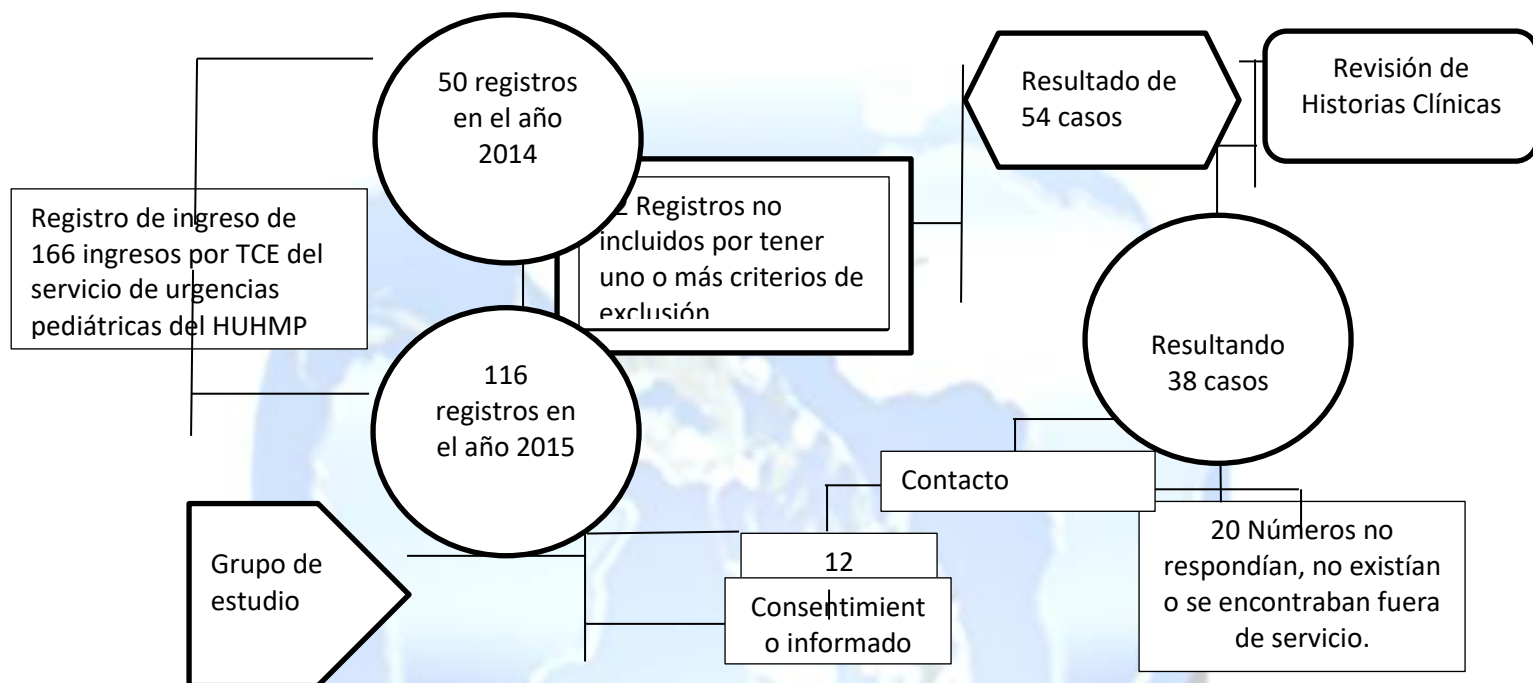 Registro de ingreso de
166 ingresos por TCE del
servicio de urgencias
pediátricas del HUHMP
50 registros
en el año
2014
116
registros en
el año 2015
2 Registros no
incluidos por tener
uno o más criterios de
exclusión
Resultado de
54 casos
Revisión de
Historias Clínicas
Resultando
38 casos
Contacto
20 Números no
respondían, no existían
o se encontraban fuera
de servicio.
12
Consentimient
o informado
Grupo de
estudio